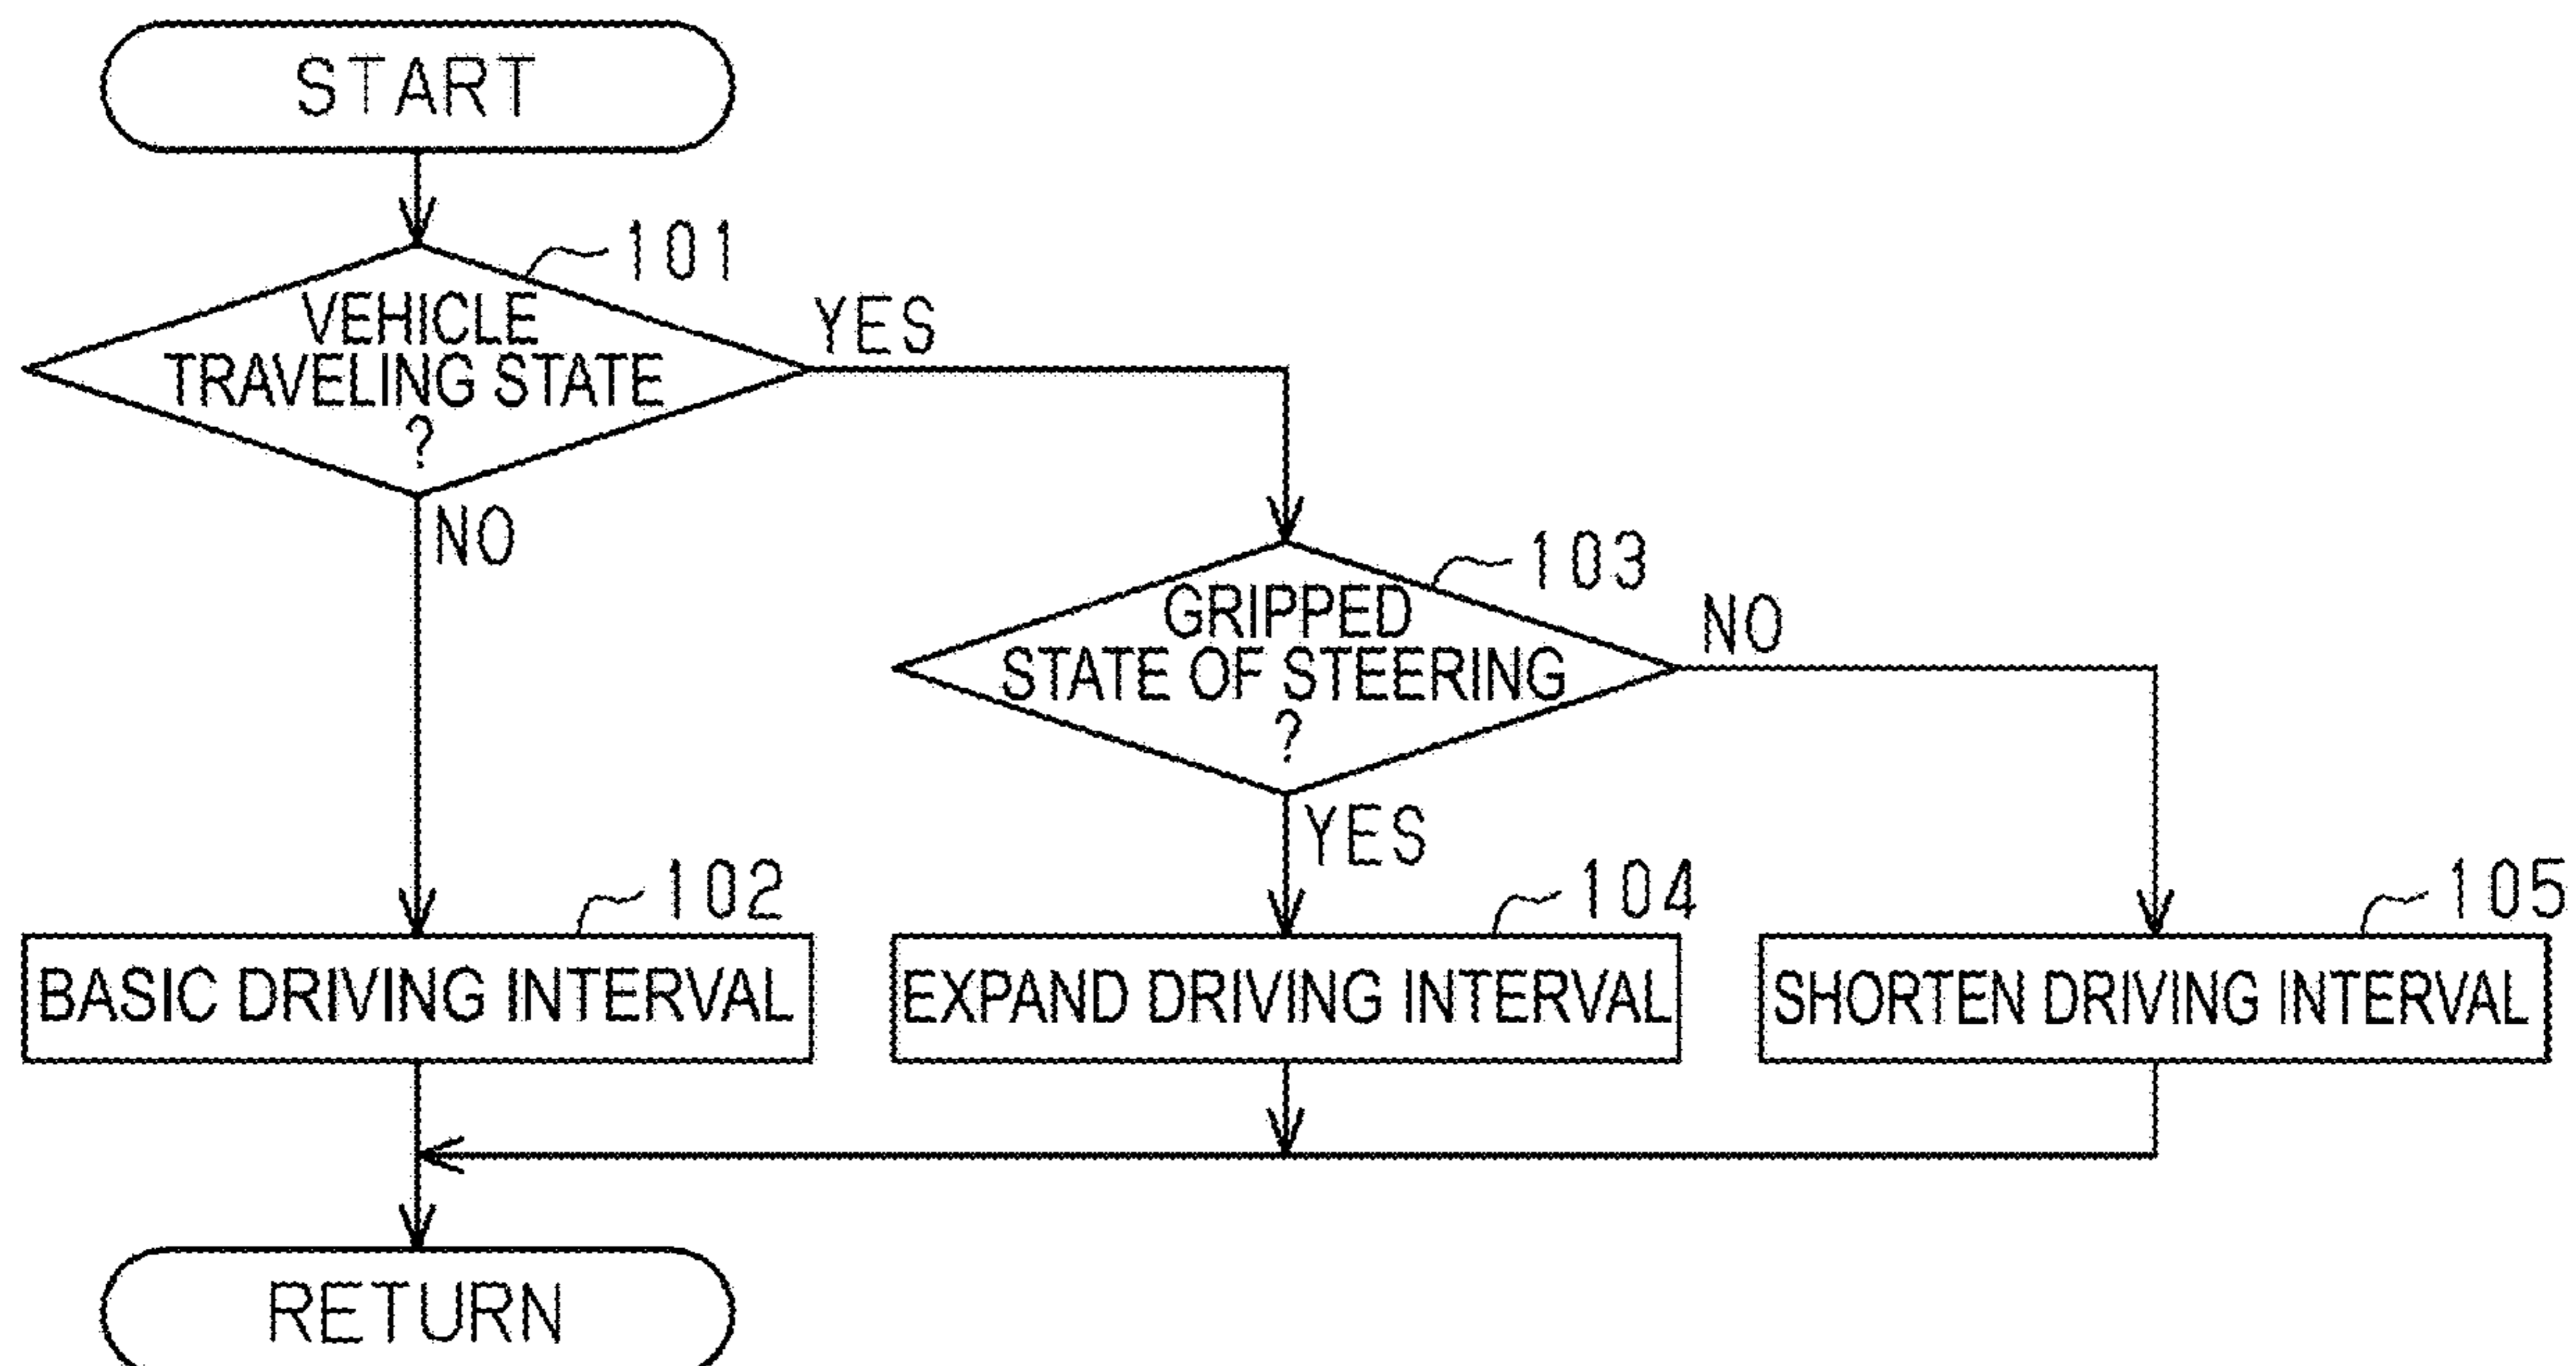 START
101
VEHICLE
TRAVELING STATE
?
YES
NO
103
GRIPPED
STATE OF STEERING
?
NO
YES
102
BASIC DRIVING INTERVAL
104
EXPAND DRIVING INTERVAL
105
SHORTEN DRIVING INTERVAL
RETURN